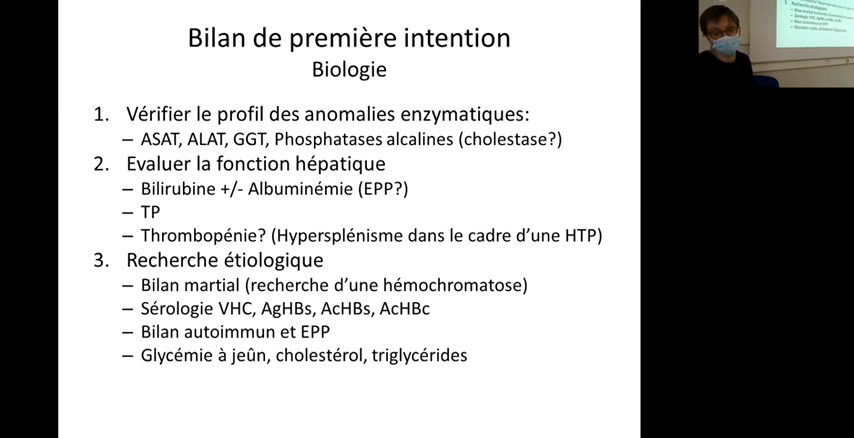 Bilan de première intention
Biologie
1. Vérifier le profil des anomalies enzymatiques:
– ASAT, ALAT, GGT, Phosphatases alcalines (cholestase?)
2. Evaluer la fonction hépatique
– Bilirubine +/- Albuminémie (EPP?)
– TP
– Thrombopénie? (Hypersplénisme dans le cadre d'une HTP)
3. Recherche étiologique
– Bilan martial (recherche d'une hémochromatose)
– Sérologie VHC, AgHBs, AcHBs, AcHBc
– Bilan autoimmun et EPP
– Glycémie à jeûn, cholestérol, triglycérides